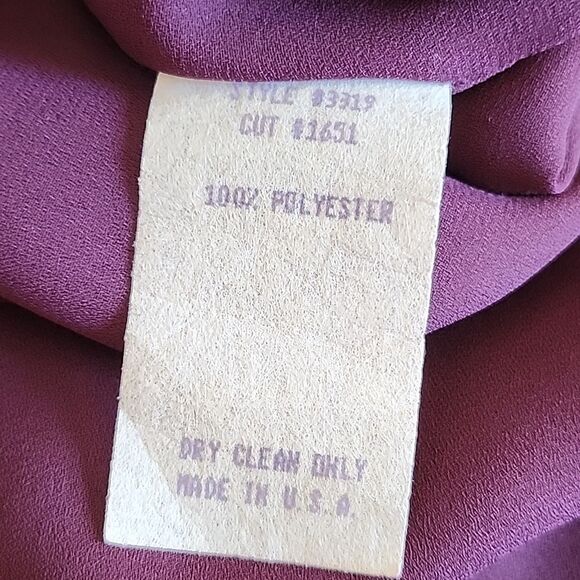 STYLE #3319
CUT #1651
100% POLYESTER
DRY CLEAN ONLY
MADE IN U.S.A.